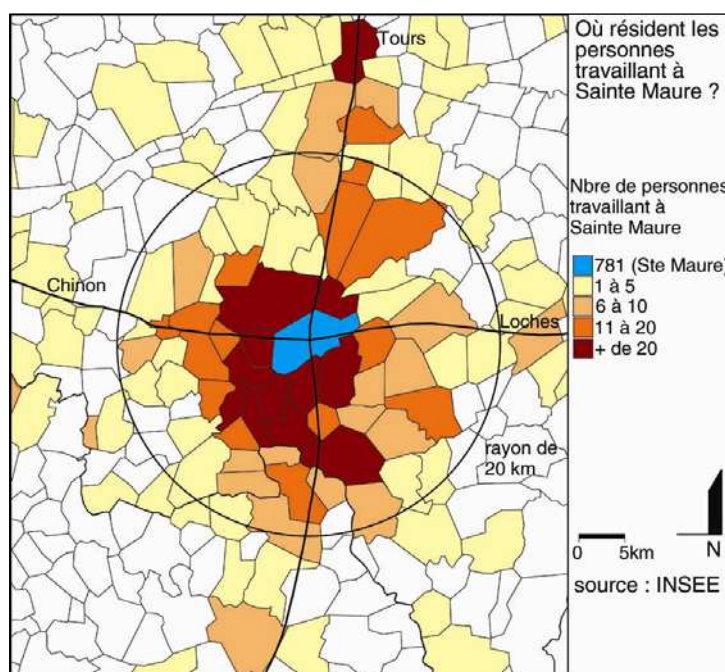 Où résident les
personnes
travaillant à
Sainte Maure ?
Tours
Nbre de personnes
travaillant à
Sainte Maure
781 (Ste Maure)
1 à 5
6 à 10
11 à 20
+ de 20
Chinon
Loches
rayon de
20 km
0 5km
N
source : INSEE